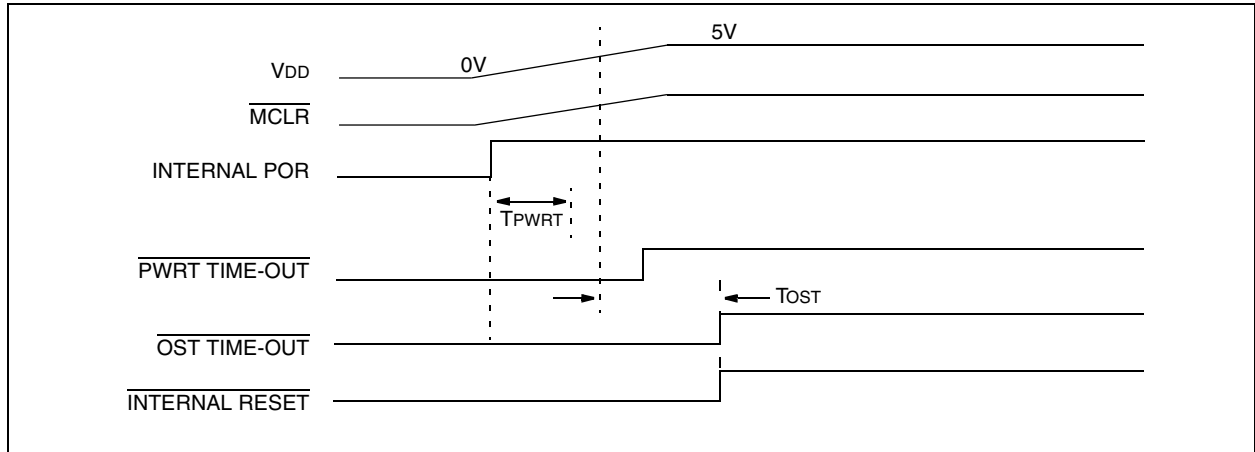 5V
0V
VDD
MCLR
INTERNAL POR
TPWRT
PWRT TIME-OUT
TOST
OST TIME-OUT
INTERNAL RESET